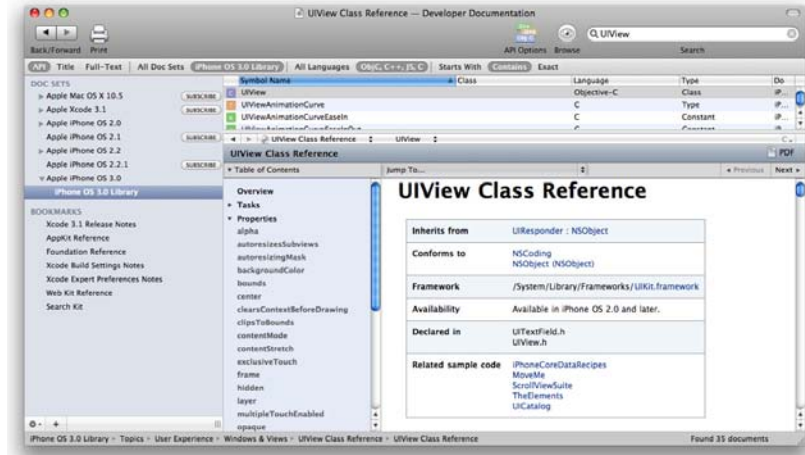 UIView Class Reference — Developer Documentation
UIView
Back/Forward Print
API Options Browse
Search
API Title Full-Text All Doc Sets iPhone OS 3.0 Library All Languages ObjC, C++, JS, C Starts With Contains Exact
DOC SETS
Apple Mac OS X 10.5 SUBSCRIBE
Apple Xcode 3.1 SUBSCRIBE
Apple iPhone OS 2.0
Apple iPhone OS 2.1 SUBSCRIBE
Apple iPhone OS 2.2
Apple iPhone OS 2.2.1 SUBSCRIBE
Apple iPhone OS 3.0
iPhone OS 3.0 Library
BOOKMARKS
Xcode 3.1 Release Notes
AppKit Reference
Foundation Reference
Xcode Build Settings Notes
Xcode Expert Preferences Notes
Web Kit Reference
Search Kit
Symbol Name Class Language Type Do
UIView Objective-C Class iP...
UIViewAnimationCurve C Type iP...
UIViewAnimationCurveEaseIn C Constant iP...
UIViewAnimationCurveEaseInOut C Constant iP...
UIView Class Reference UIView C
UIView Class Reference PDF
Table of Contents Jump To... Previous Next
Overview
Tasks
Properties
alpha
autoresizesSubviews
autoresizingMask
backgroundColor
bounds
center
clearsContextBeforeDrawing
clipsToBounds
contentMode
contentStretch
exclusiveTouch
frame
hidden
layer
multipleTouchEnabled
opaque
UIView Class Reference
Inherits from UIResponder : NSObject
Conforms to NSCoding
NSObject (NSObject)
Framework /System/Library/Frameworks/UIKit.framework
Availability Available in iPhone OS 2.0 and later.
Declared in UITextField.h
UIView.h
Related sample code iPhoneCoreDataRecipes
MoveMe
ScrollViewSuite
TheElements
UICatalog
iPhone OS 3.0 Library Topics User Experience Windows & Views UIView Class Reference UIView Class Reference Found 35 documents